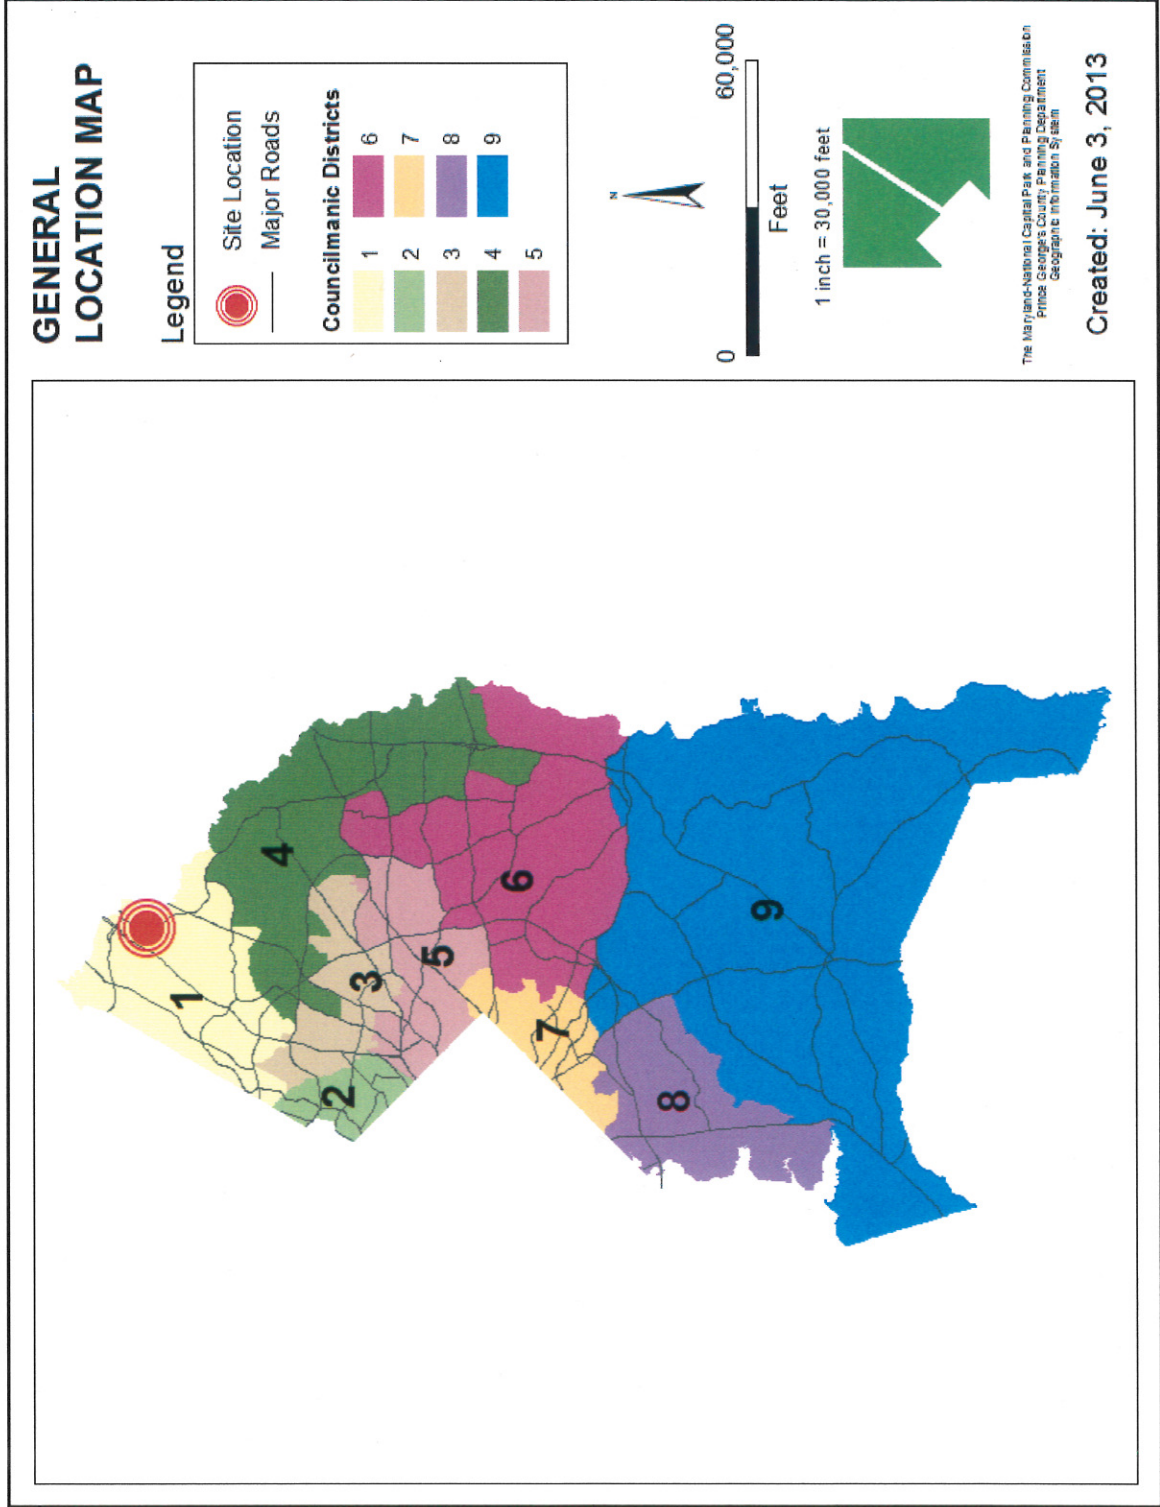 GENERAL
LOCATION MAP
Legend
Site Location
Major Roads
Councilmanic Districts
1
6
2
7
3
8
4
9
5
N
0
60,000
Feet
1 inch = 30,000 feet
The Maryland-National Capital Park and Planning Commission
Prince George's County Planning Department
Geographic Information System
Created: June 3, 2013
1
2
3
4
5
6
7
8
9